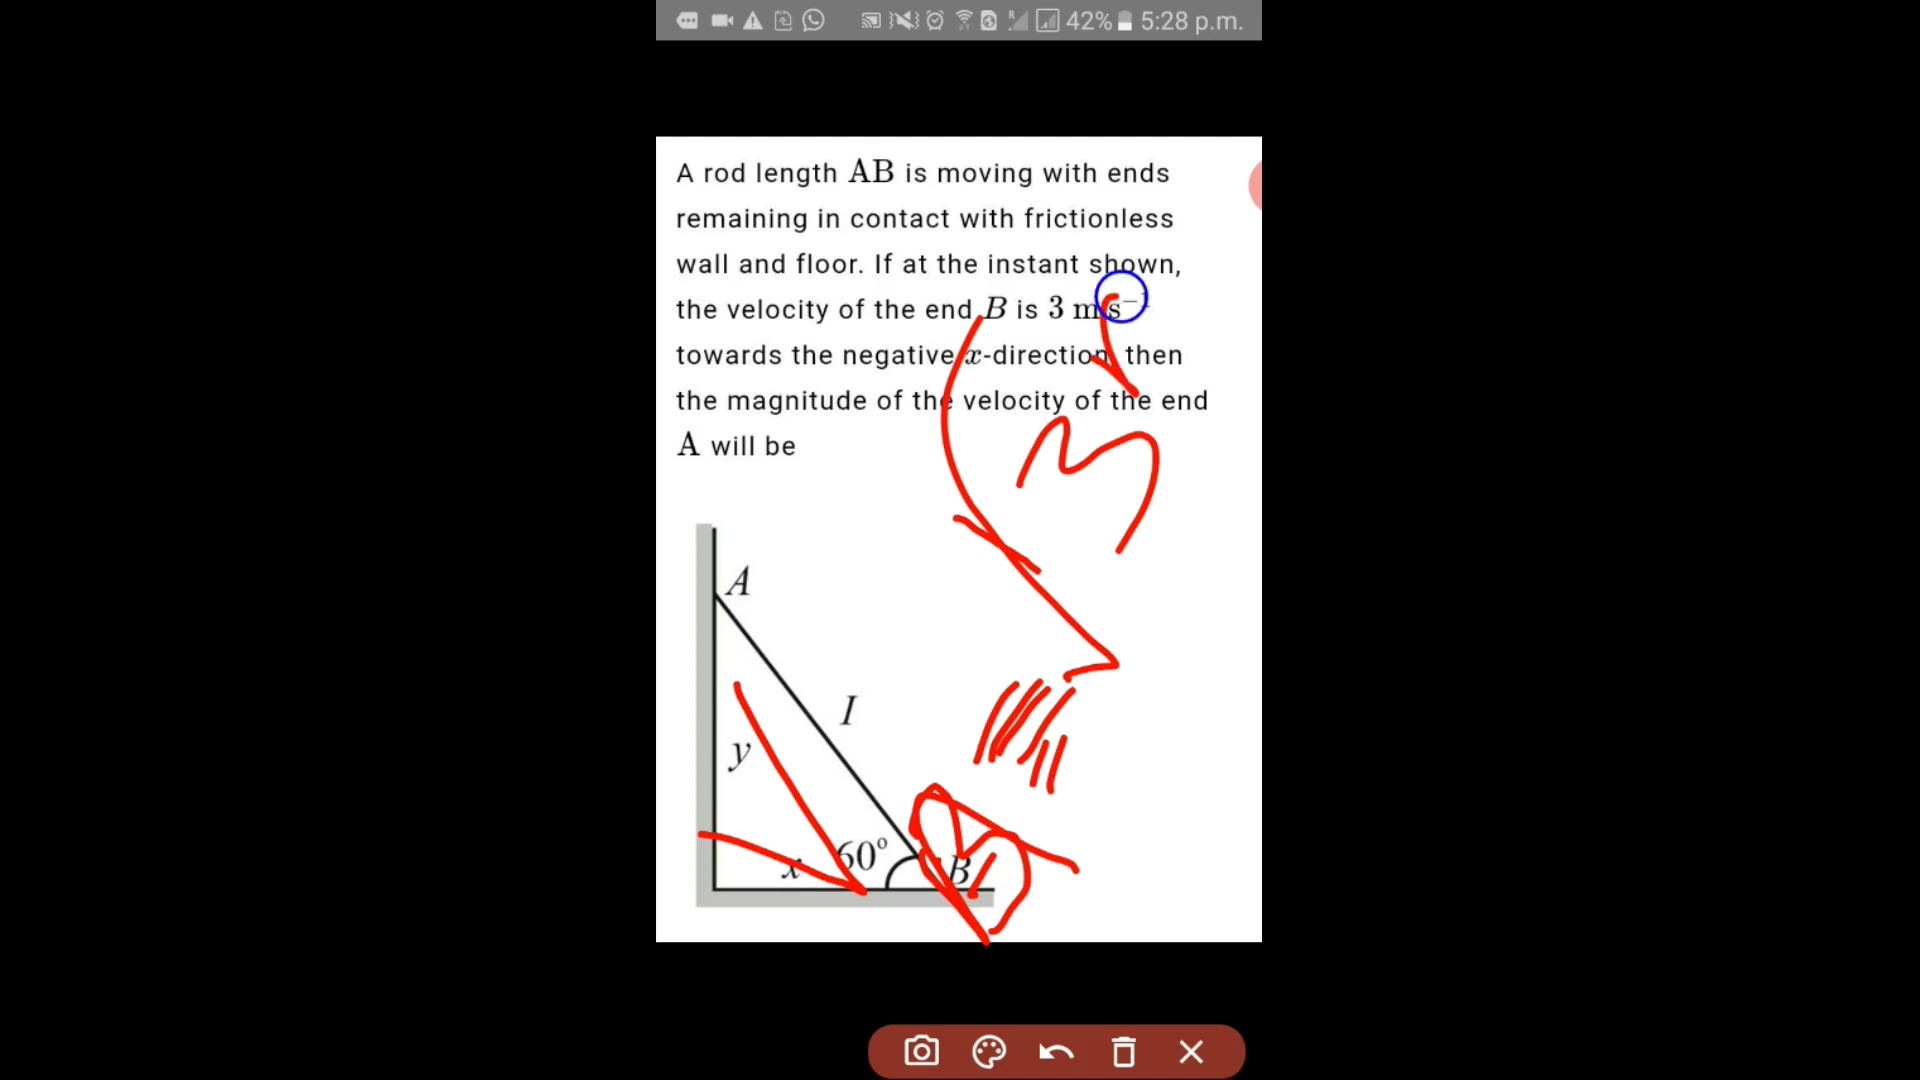 42% 5:28 p.m.
A rod length AB is moving with ends
remaining in contact with frictionless
wall and floor. If at the instant shown,
the velocity of the end B is 3 m s⁻¹
towards the negative x-direction, then
the magnitude of the velocity of the end
A will be
A
l
y
60°
x
B